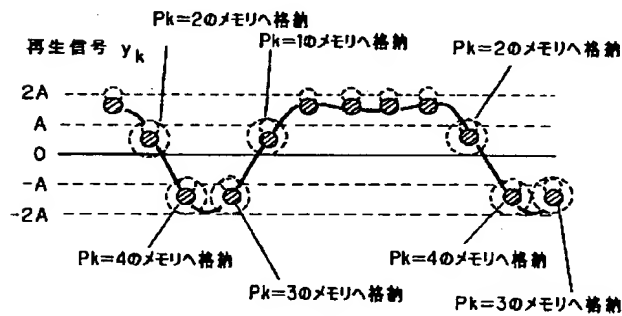 Pk=2のメモリへ格納
Pk=1のメモリへ格納
再生信号 yk
Pk=2のメモリへ格納
2A
A
0
-A
-2A
Pk=4のメモリへ格納
Pk=4のメモリへ格納
Pk=3のメモリへ格納
Pk=3のメモリへ格納